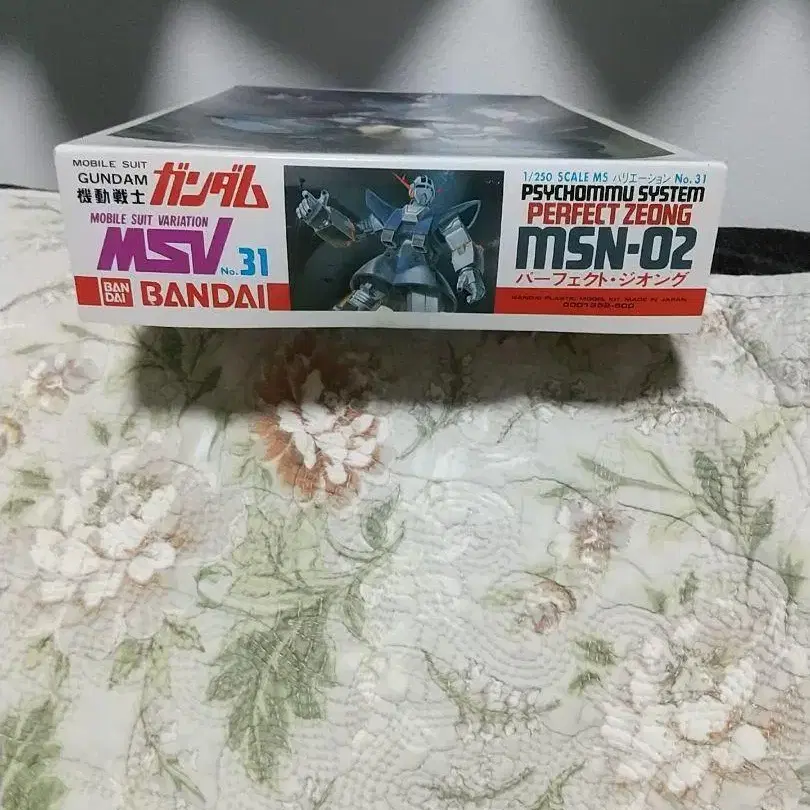 MOBILE SUIT
GUNDAM
機動戦士
ガンダム
MOBILE SUIT VARIATION
MSV No.31
BAN
DAI
BANDAI
1/250 SCALE MS バリエーション No.31
PSYCHOMMU SYSTEM
PERFECT ZEONG
MSN-02
パーフェクト・ジオング
BANDAI PLASTIC MODEL KIT, MADE IN JAPAN